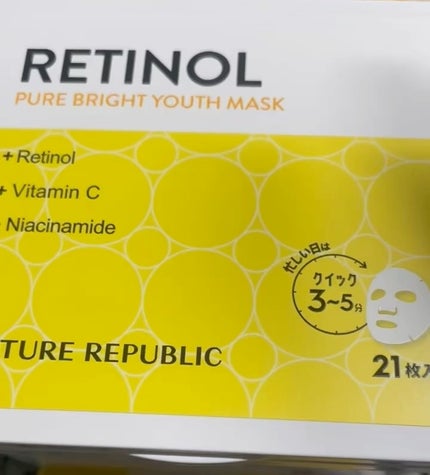 RETINOL
PURE BRIGHT YOUTH MASK
+ Retinol
+ Vitamin C
Niacinamide
忙しい日は
クイック
3~5分
TURE REPUBLIC
21枚入